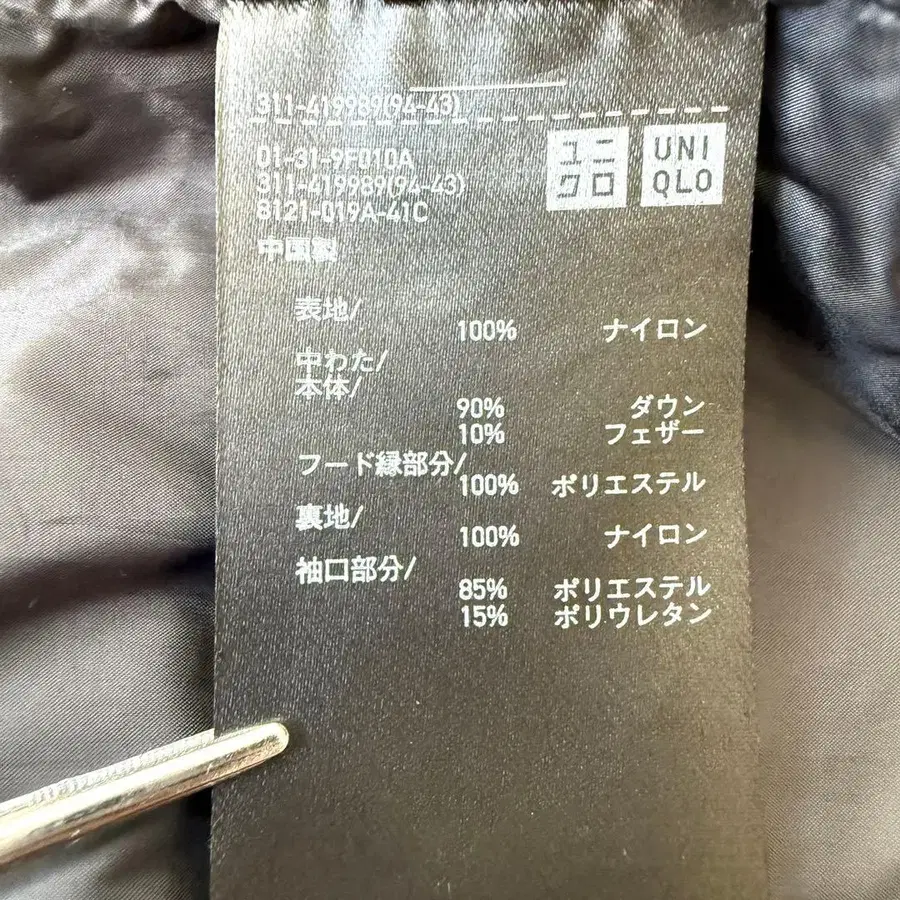 311-419989(94-43)
01-31-9F010A
311-419989(94-43)
8121-019A-41C
中国製
ユニ
クロ
UNI
QLO
表地/
100% ナイロン
中わた/
本体/
90% ダウン
10% フェザー
フード縁部分/
100% ポリエステル
裏地/
100% ナイロン
袖口部分/
85% ポリエステル
15% ポリウレタン